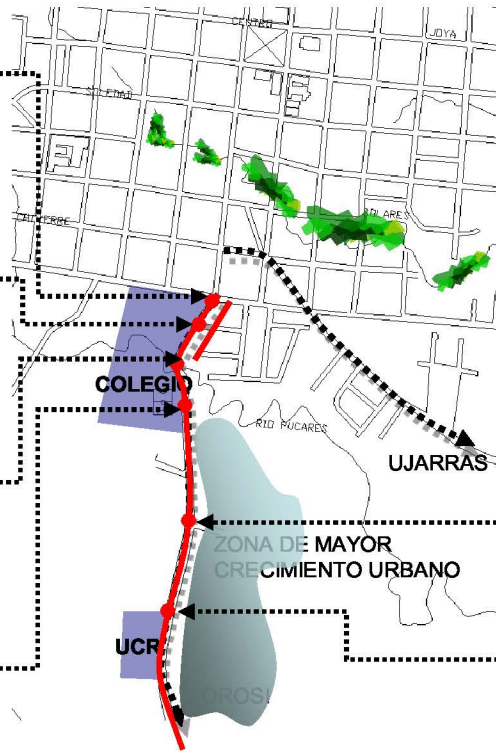 CENTRO
JOYA
SOLEDAD
SOLARES
COLEGIO
RIO PUCARES
UJARRAS
ZONA DE MAYOR
CRECIMIENTO URBANO
UCR
OROSI